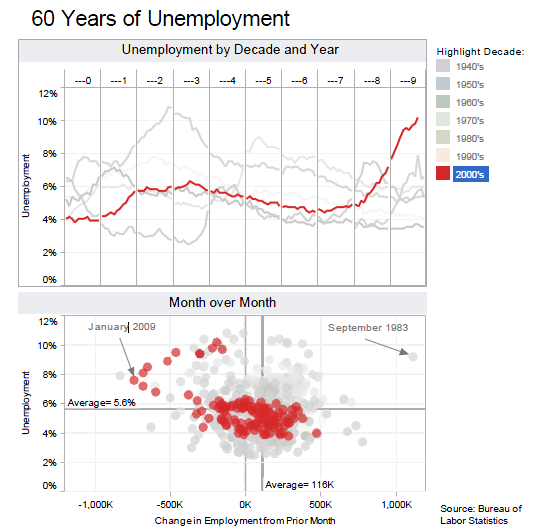 60 Years of Unemployment
Unemployment by Decade and Year
---0 ---1 ---2 ---3 ---4 ---5 ---6 ---7 ---8 ---9
12%
10%
8%
6%
4%
2%
0%
Unemployment
Highlight Decade:
1940's
1950's
1960's
1970's
1980's
1990's
2000's
Month over Month
12%
10%
8%
6%
4%
2%
0%
Unemployment
January 2009
September 1983
Average= 5.6%
Average= 116K
-1,000K -500K 0K 500K 1,000K
Change in Employment from Prior Month
Source: Bureau of
Labor Statistics